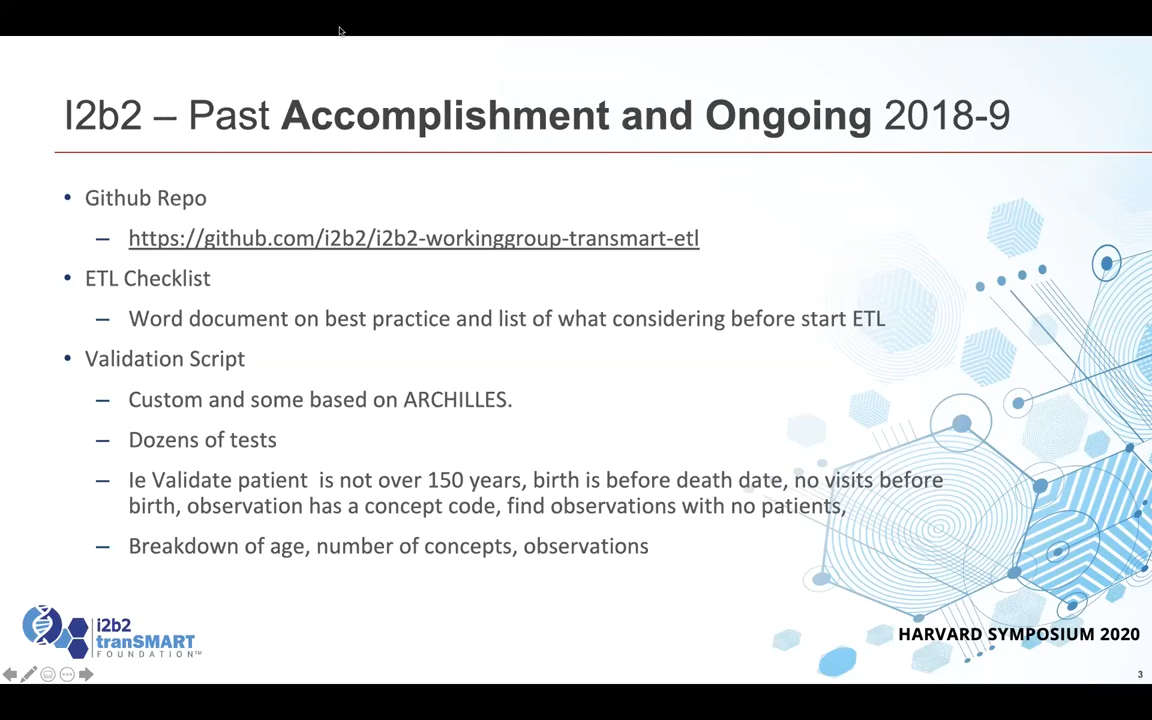 I2b2 – Past Accomplishment and Ongoing 2018-9
• Github Repo
– https://github.com/i2b2/i2b2-workinggroup-transmart-etl
• ETL Checklist
– Word document on best practice and list of what considering before start ETL
• Validation Script
– Custom and some based on ARCHILLES.
– Dozens of tests
– Ie Validate patient  is not over 150 years, birth is before death date, no visits before
birth, observation has a concept code, find observations with no patients,
– Breakdown of age, number of concepts, observations
i2b2
tranSMART
FOUNDATION™
HARVARD SYMPOSIUM 2020
3